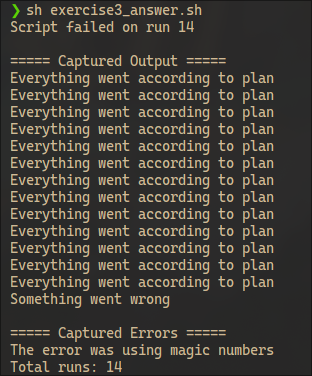 ❯ sh exercise3_answer.sh
Script failed on run 14

===== Captured Output =====
Everything went according to plan
Everything went according to plan
Everything went according to plan
Everything went according to plan
Everything went according to plan
Everything went according to plan
Everything went according to plan
Everything went according to plan
Everything went according to plan
Everything went according to plan
Everything went according to plan
Everything went according to plan
Everything went according to plan
Something went wrong

===== Captured Errors =====
The error was using magic numbers
Total runs: 14